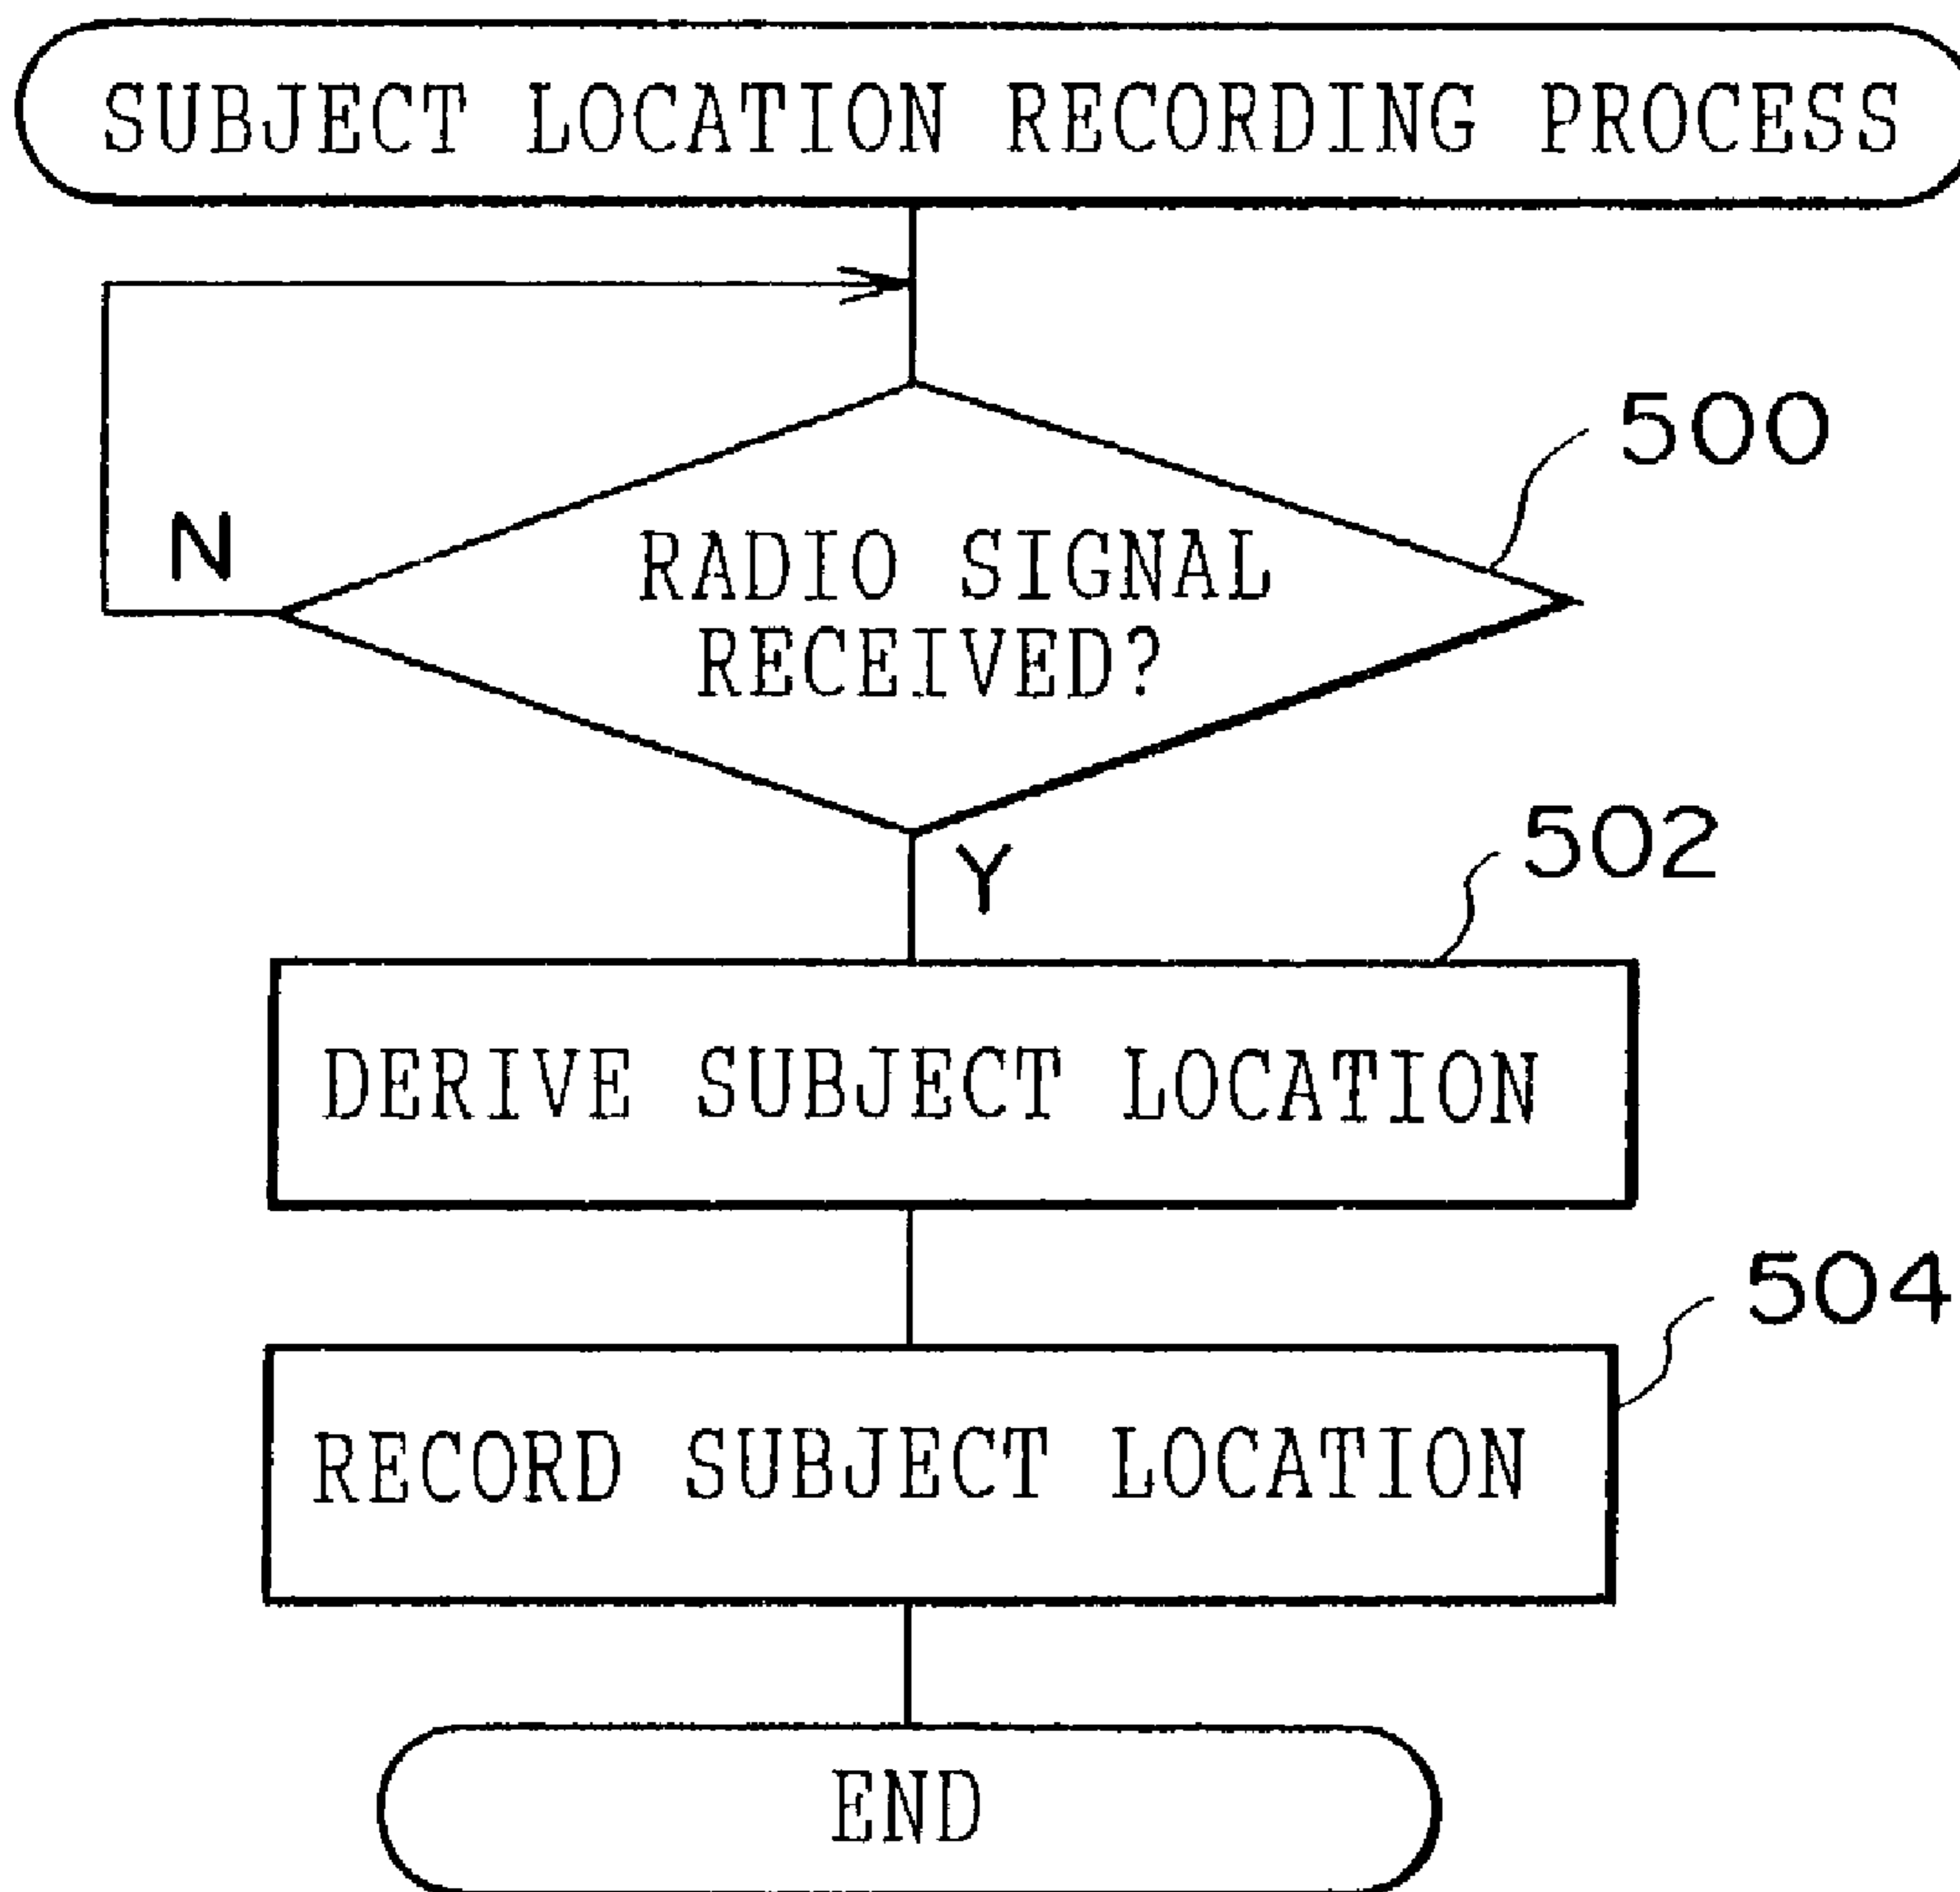 SUBJECT LOCATION RECORDING PROCESS
500
N
RADIO SIGNAL
RECEIVED?
Y
502
DERIVE SUBJECT LOCATION
504
RECORD SUBJECT LOCATION
END